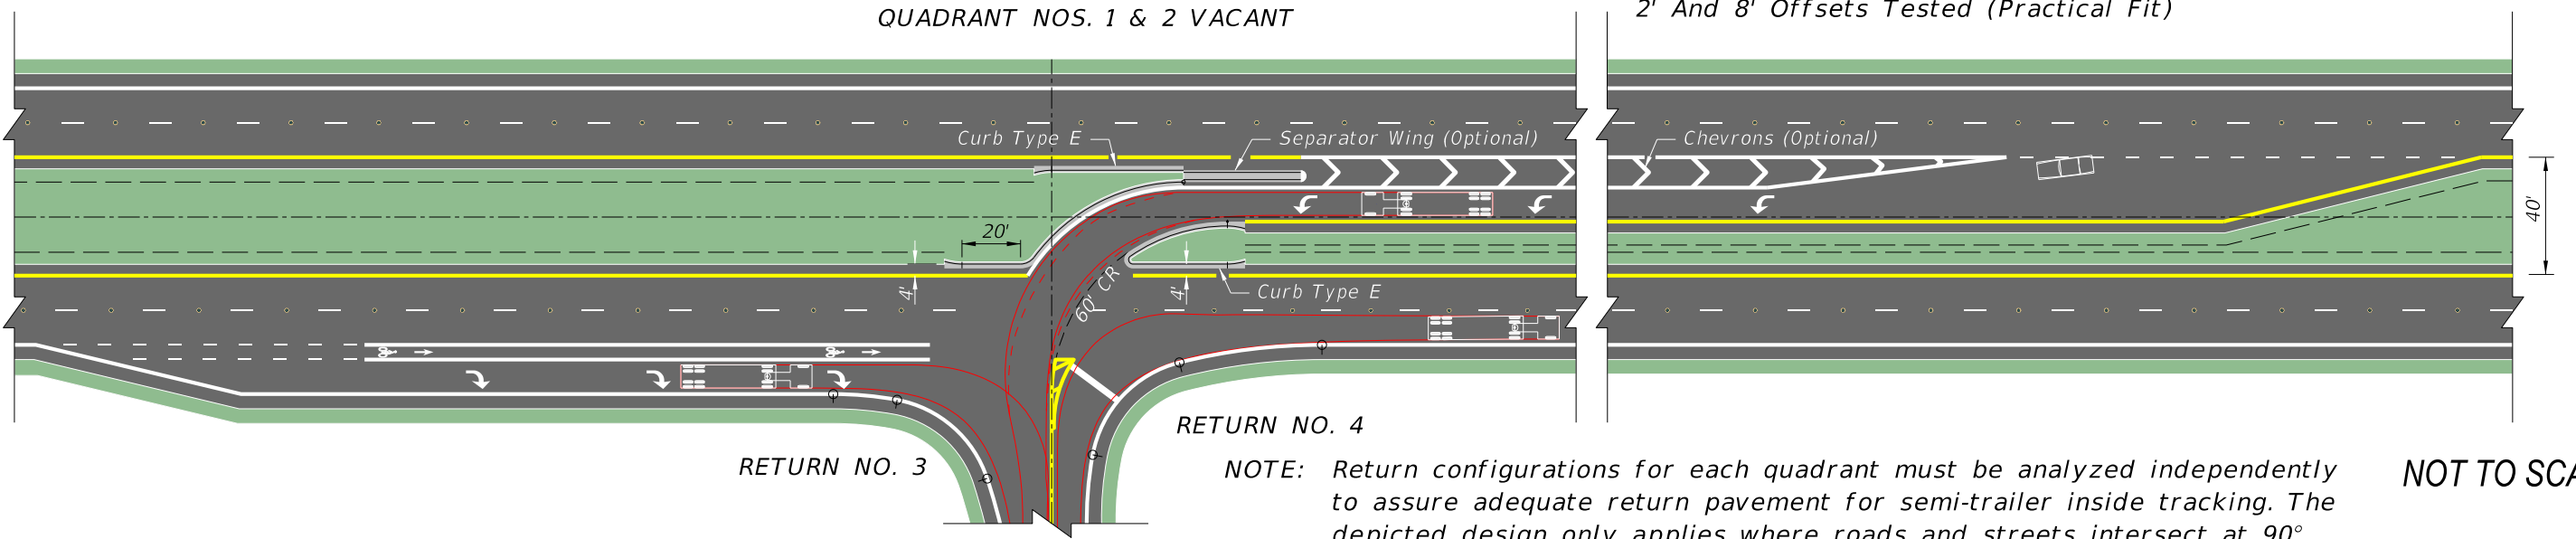 QUADRANT NOS. 1 & 2 VACANT
2' And 8' Offsets Tested (Practical Fit)
Curb Type E
Separator Wing (Optional)
Chevrons (Optional)
20'
40'
4'
4'
60' CR
Curb Type E
RETURN NO. 4
RETURN NO. 3
NOTE: Return configurations for each quadrant must be analyzed independently
to assure adequate return pavement for semi-trailer inside tracking. The
depicted design only applies where roads and streets intersect at 90°
NOT TO